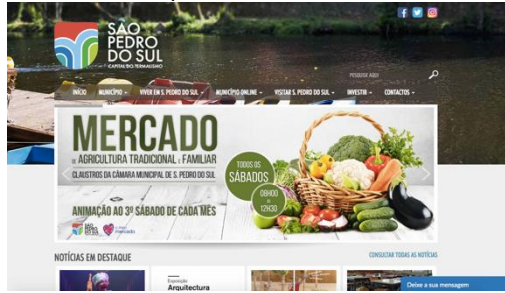 SÃO
PEDRO
DO SUL
CAPITAL DO TERMALISMO
PESQUISE AQUI
INÍCIO
MUNICÍPIO
VIVER EM S. PEDRO DO SUL
MUNICÍPIO ONLINE
VISITAR S. PEDRO DO SUL
INVESTIR
CONTACTOS
MERCADO
DE AGRICULTURA TRADICIONAL E FAMILIAR
CLAUSTROS DA CÂMARA MUNICIPAL DE S. PEDRO DO SUL
TODOS OS
SÁBADOS
08H00
ÀS
12H30
ANIMAÇÃO AO 3º SÁBADO DE CADA MÊS
mercado
NOTÍCIAS EM DESTAQUE
CONSULTAR TODAS AS NOTÍCIAS
Exposição
Arquitectura
Deixe a sua mensagem